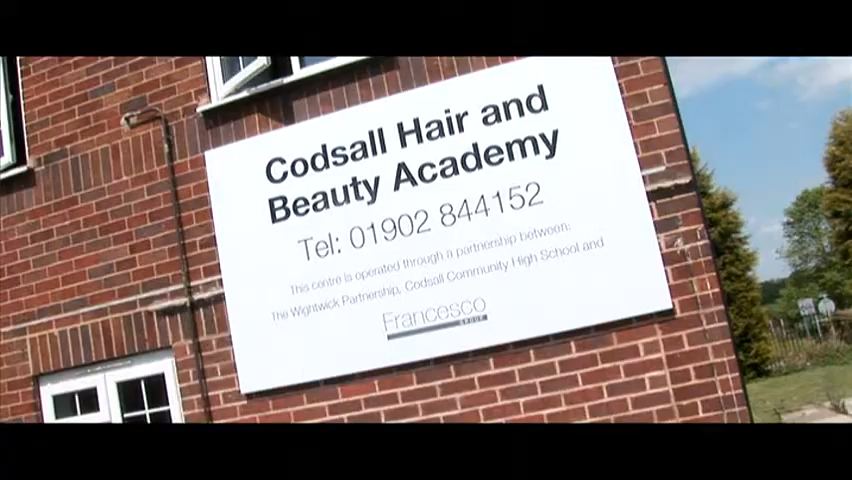 Codsall Hair and
Beauty Academy
Tel: 01902 844152
This centre is operated through a partnership between:
The Wightwick Partnership, Codsall Community High School and
Francesco
GROUP